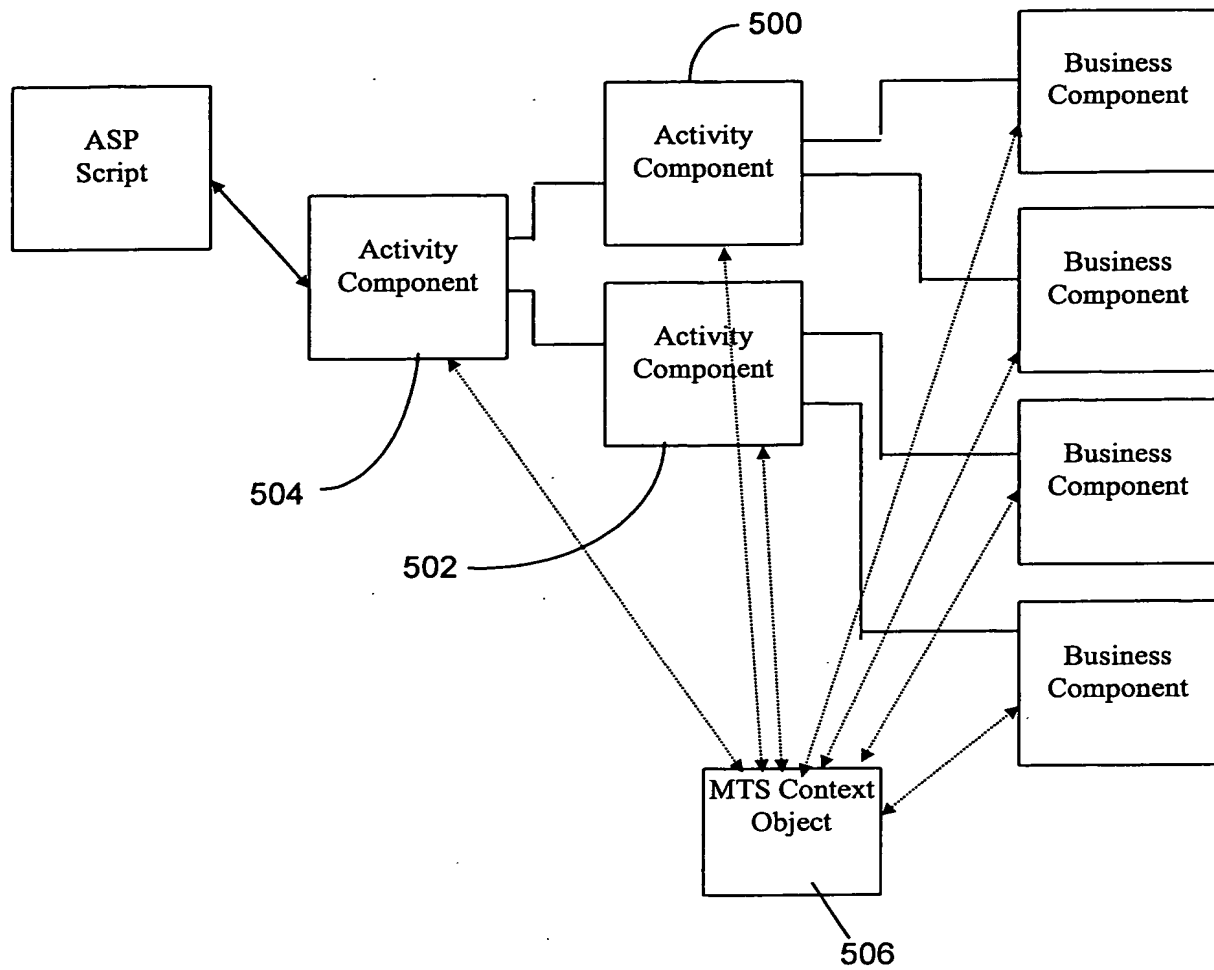 500
ASP
Script
Activity
Component
Business
Component
Activity
Component
Business
Component
Activity
Component
504
502
Business
Component
Business
Component
MTS Context
Object
506